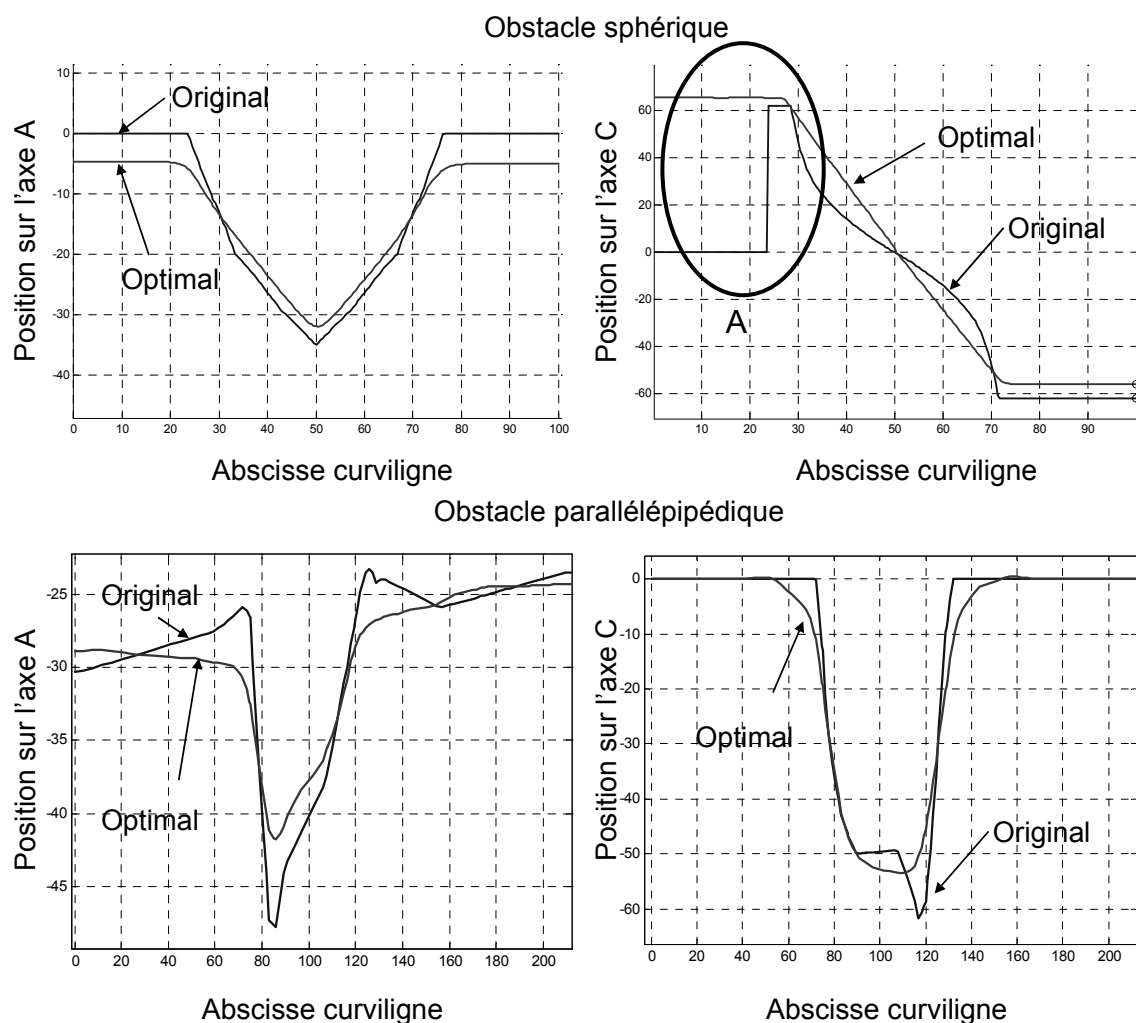 Obstacle sphérique
Position sur l'axe A
10
0
-10
-20
-30
-40
Original
Optimal
0 10 20 30 40 50 60 70 80 90 100
Abscisse curviligne
Position sur l'axe C
60
40
20
0
-20
-40
-60
Optimal
Original
A
10 20 30 40 50 60 70 80 90
Abscisse curviligne
Obstacle parallélépipédique
Position sur l'axe A
-25
-30
-35
-40
-45
Original
Optimal
0 20 40 60 80 100 120 140 160 180 200
Abscisse curviligne
Position sur l'axe C
0
-10
-20
-30
-40
-50
-60
Optimal
Original
0 20 40 60 80 100 120 140 160 180 200
Abscisse curviligne